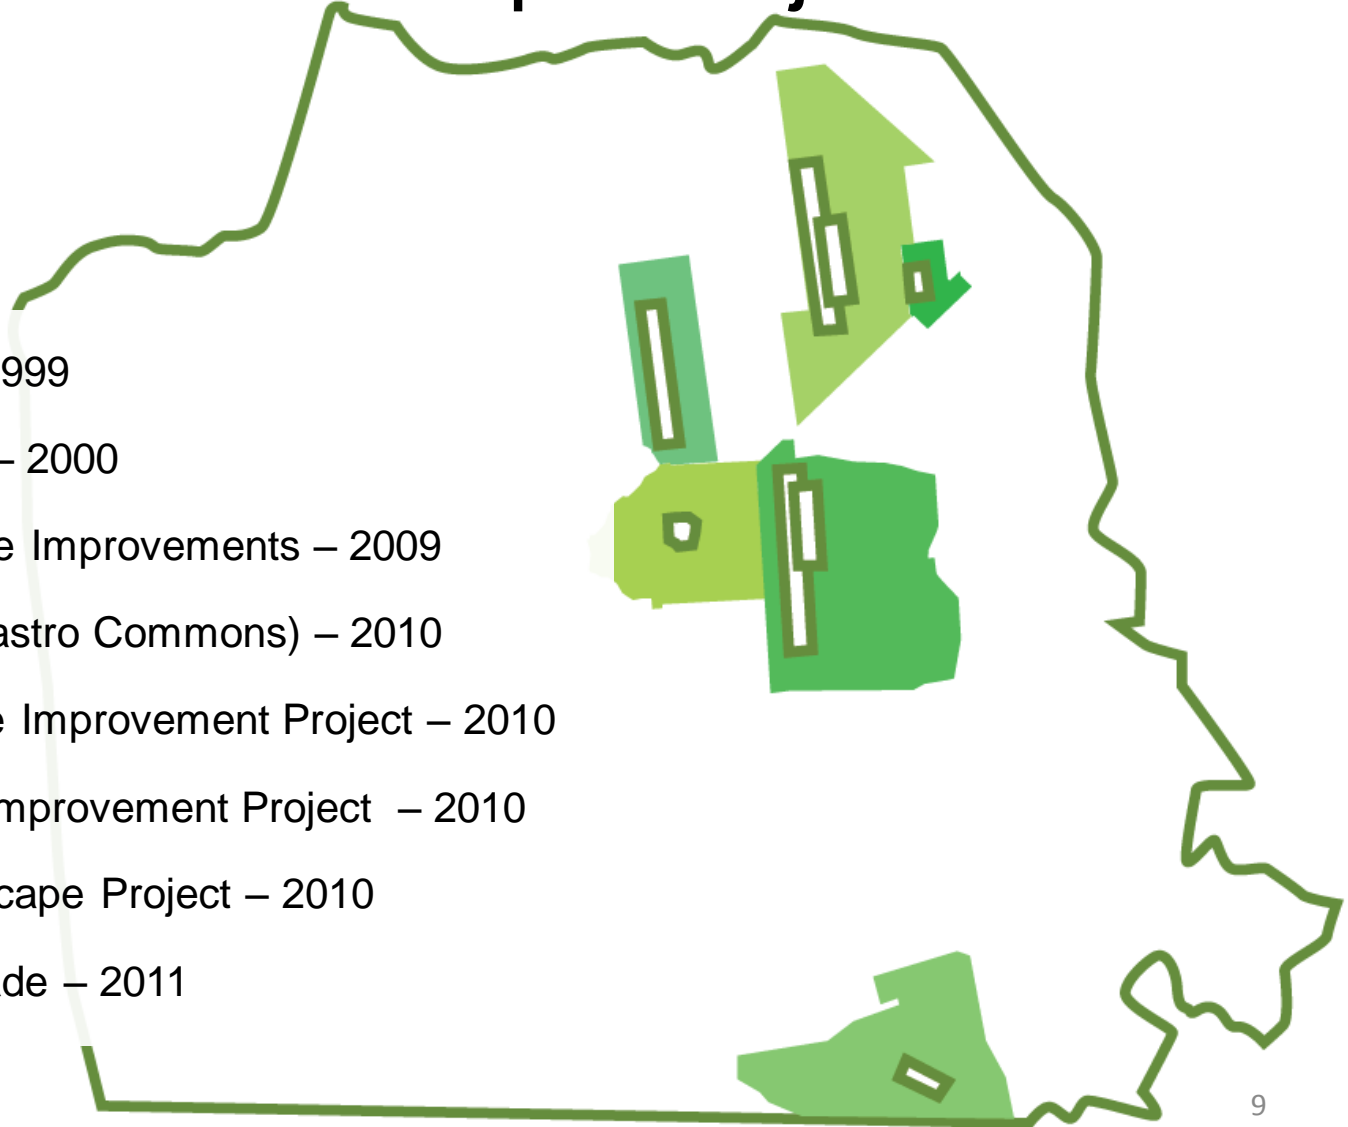 999
– 2000
e Improvements – 2009
astro Commons) – 2010
e Improvement Project – 2010
mprovement Project – 2010
cape Project – 2010
de – 2011
9